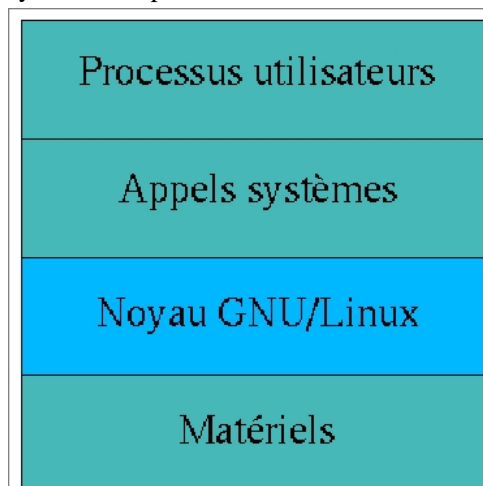 Processus utilisateurs
Appels systèmes
Noyau GNU/Linux
Matériels